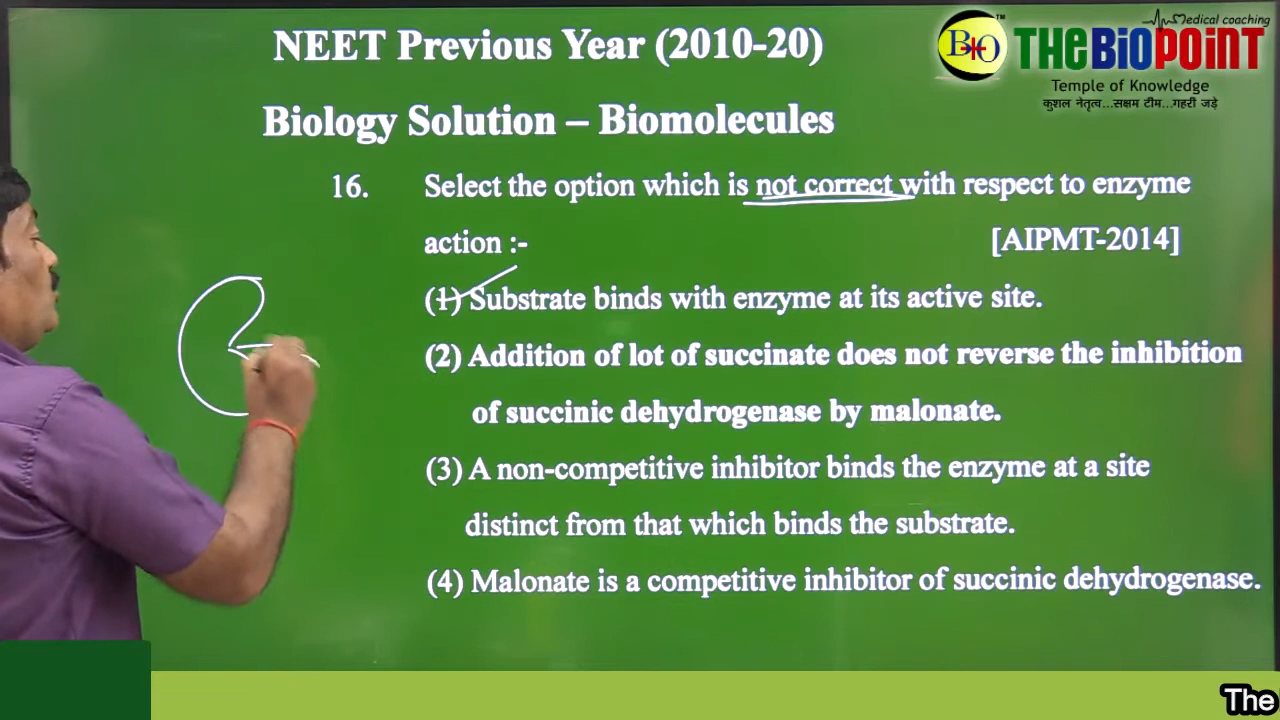 NEET Previous Year (2010-20)
Medical coaching
BIO THE BiO POINT
TM
Temple of Knowledge
कुशल नेतृत्व...सक्षम टीम...गहरी जड़े
Biology Solution – Biomolecules
16. Select the option which is not correct with respect to enzyme
action :- [AIPMT-2014]
(1) Substrate binds with enzyme at its active site.
(2) Addition of lot of succinate does not reverse the inhibition
of succinic dehydrogenase by malonate.
(3) A non-competitive inhibitor binds the enzyme at a site
distinct from that which binds the substrate.
(4) Malonate is a competitive inhibitor of succinic dehydrogenase.
The